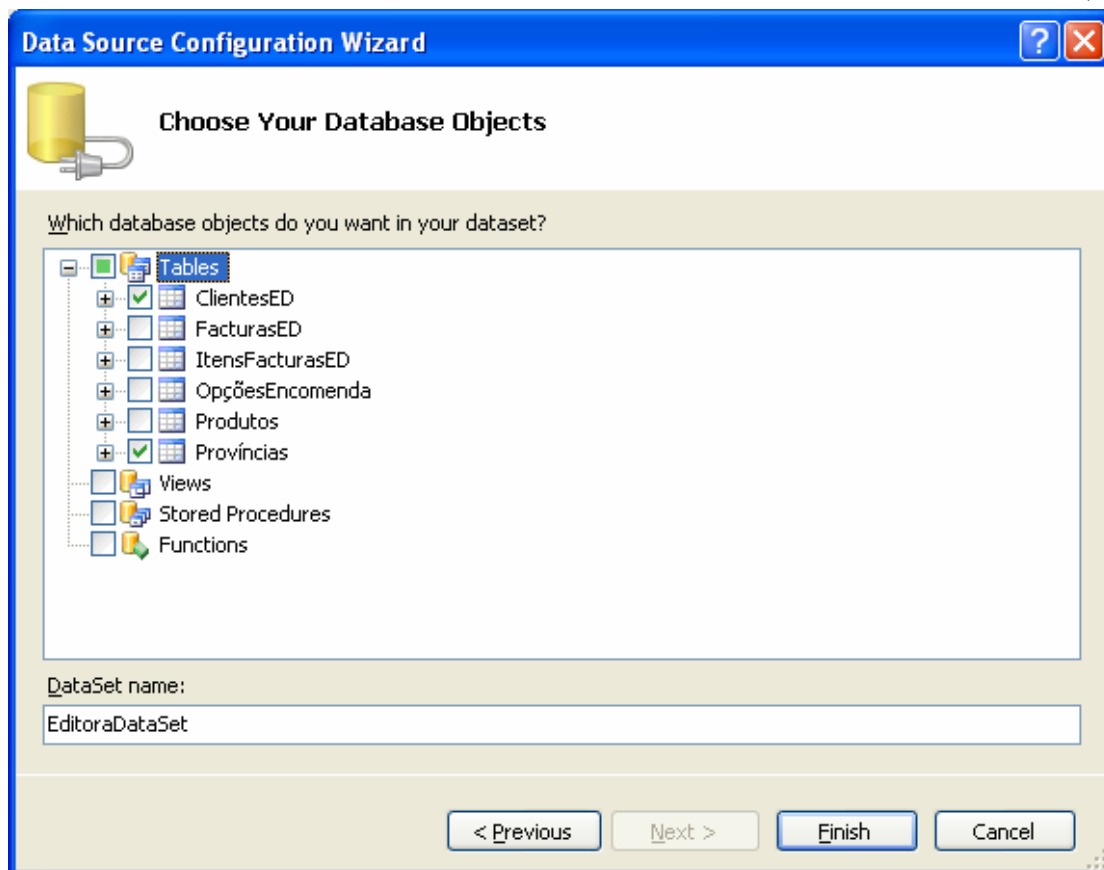 Data Source Configuration Wizard
Choose Your Database Objects
Which database objects do you want in your dataset?
Tables
ClientesED
FacturasED
ItensFacturasED
OpçõesEncomenda
Produtos
Províncias
Views
Stored Procedures
Functions
DataSet name:
EditoraDataSet
< Previous Next > Finish Cancel